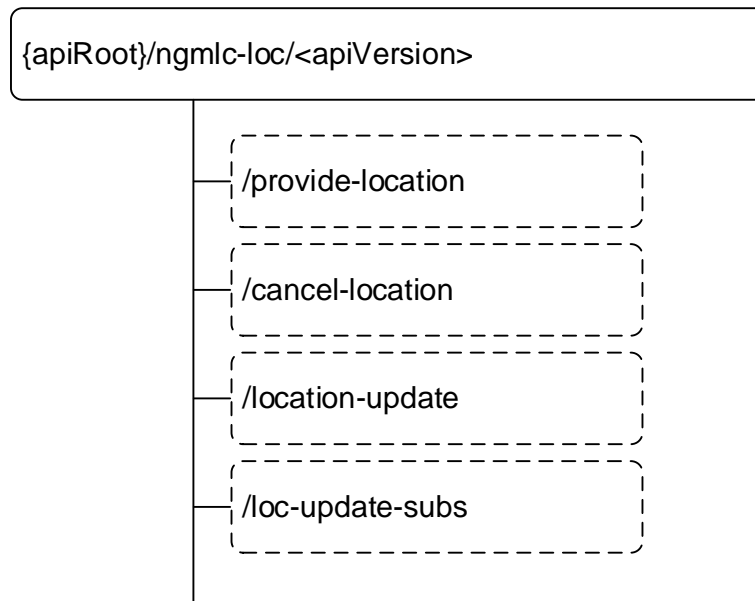 {apiRoot}/ngmlc-loc/<apiVersion>
/provide-location
/cancel-location
/location-update
/loc-update-subs